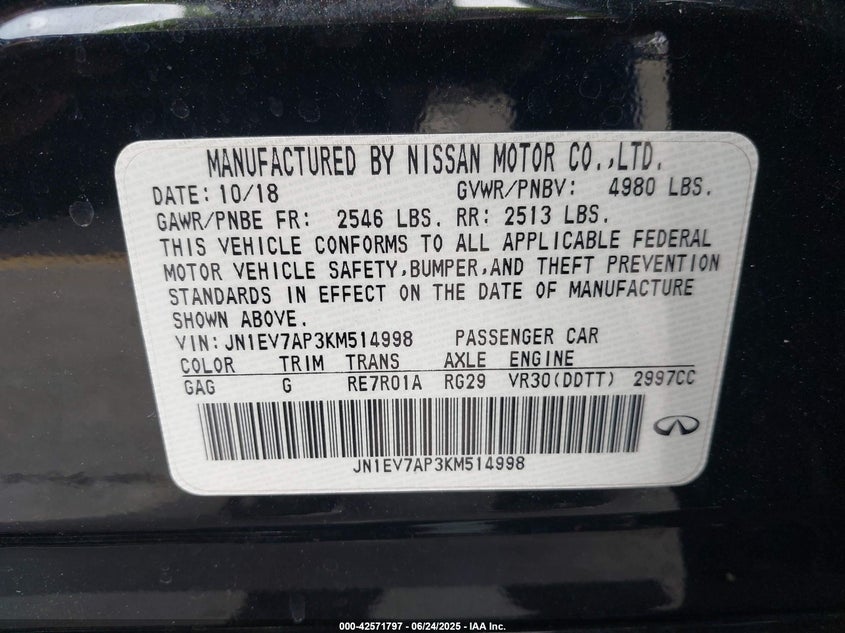 MANUFACTURED BY NISSAN MOTOR CO.,LTD.
DATE: 10/18 GVWR/PNBV: 4980 LBS.
GAWR/PNBE FR: 2546 LBS. RR: 2513 LBS.
THIS VEHICLE CONFORMS TO ALL APPLICABLE FEDERAL
MOTOR VEHICLE SAFETY,BUMPER,AND THEFT PREVENTION
STANDARDS IN EFFECT ON THE DATE OF MANUFACTURE
SHOWN ABOVE.
VIN: JN1EV7AP3KM514998 PASSENGER CAR
COLOR TRIM TRANS AXLE ENGINE
GAG G RE7R01A RG29 VR30(DDTT) 2997CC
JN1EV7AP3KM514998
000-42571797 - 06/24/2025 - IAA Inc.